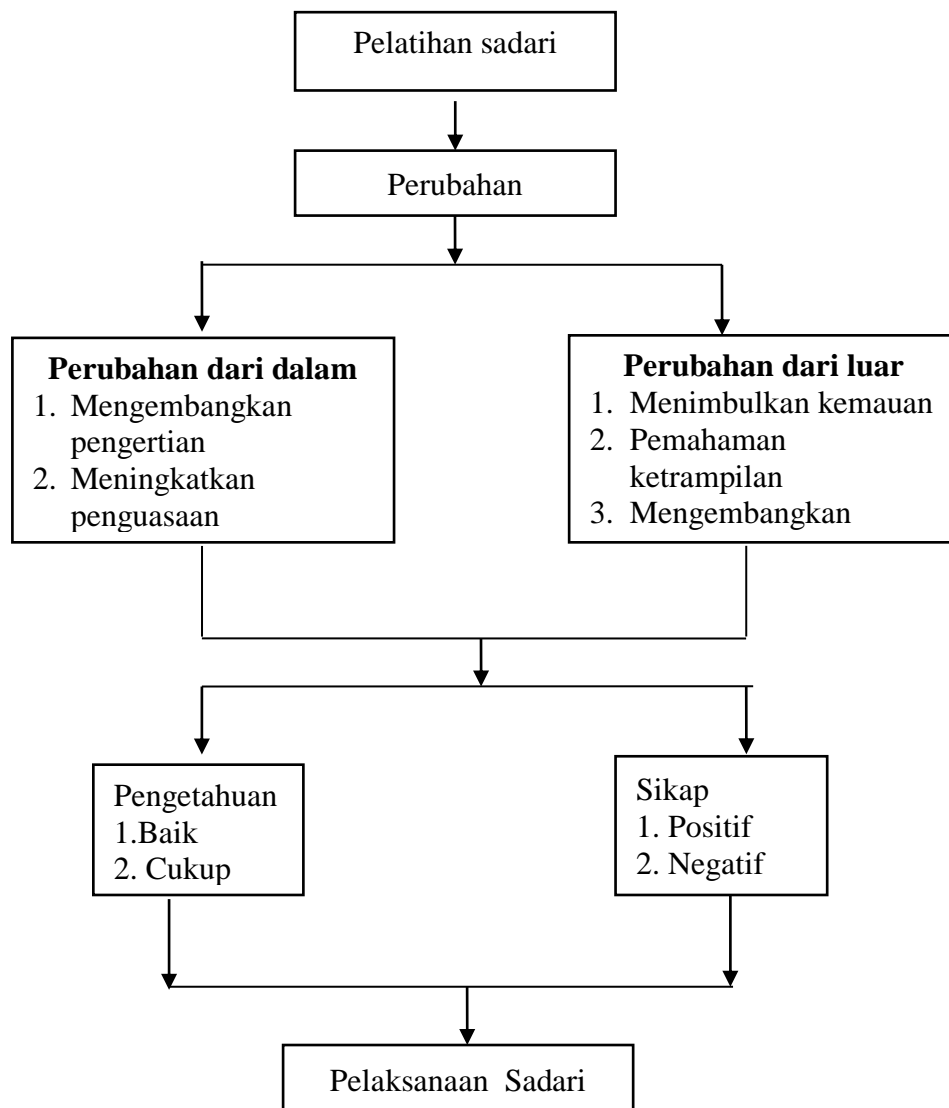 Pelatihan sadari
Perubahan
Perubahan dari dalam
1. Mengembangkan
pengertian
2. Meningkatkan
penguasaan
Perubahan dari luar
1. Menimbulkan kemauan
2. Pemahaman
ketrampilan
3. Mengembangkan
Pengetahuan
1.Baik
2. Cukup
Sikap
1. Positif
2. Negatif
Pelaksanaan Sadari